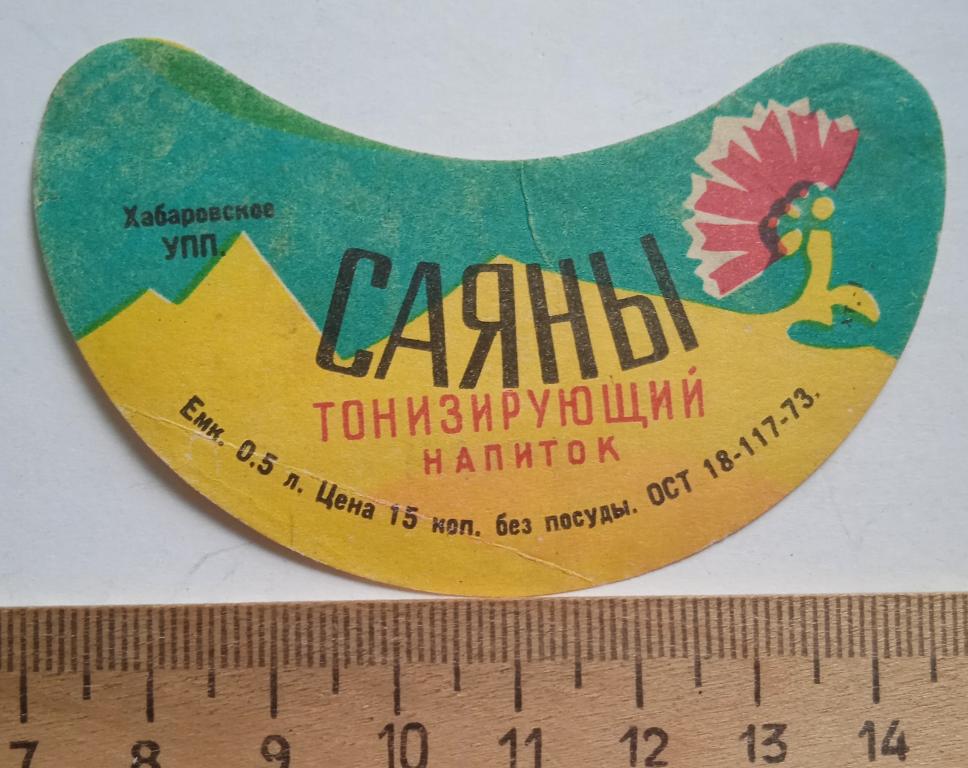 Хабаровское
УПП.
САЯНЫ
ТОНИЗИРУЮЩИЙ
НАПИТОК
Емк. 0.5 л. Цена 15 коп. без посуды. ОСТ 18-117-73.
7 8 9 10 11 12 13 14